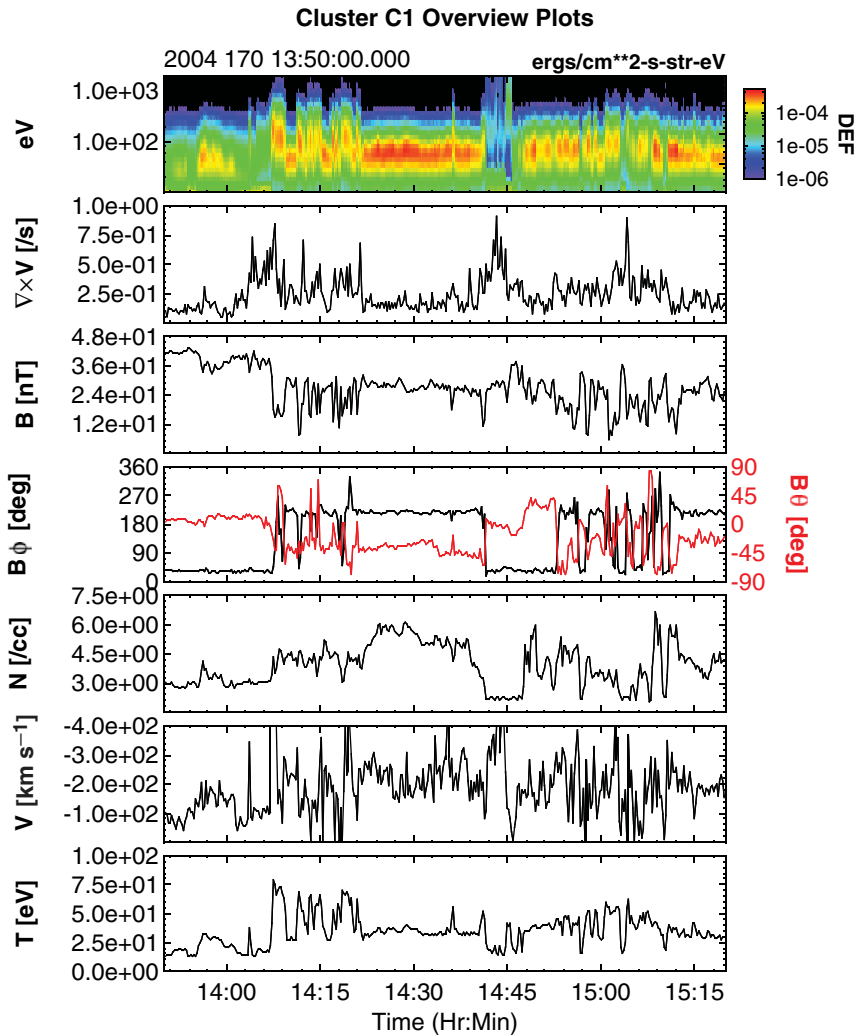 Cluster C1 Overview Plots
2004 170 13:50:00.000
ergs/cm**2-s-str-eV
1.0e+03
1.0e+02
eV
1e-04
1e-05
1e-06
DEF
1.0e+00
7.5e-01
5.0e-01
2.5e-01
∇×V [/s]
4.8e+01
3.6e+01
2.4e+01
1.2e+01
B [nT]
360
270
180
90
0
B ϕ [deg]
90
45
0
-45
-90
B θ [deg]
7.5e+00
6.0e+00
4.5e+00
3.0e+00
N [/cc]
-4.0e+02
-3.0e+02
-2.0e+02
-1.0e+02
V [km s⁻¹]
1.0e+02
7.5e+01
5.0e+01
2.5e+01
0.0e+00
T [eV]
14:00 14:15 14:30 14:45 15:00 15:15
Time (Hr:Min)